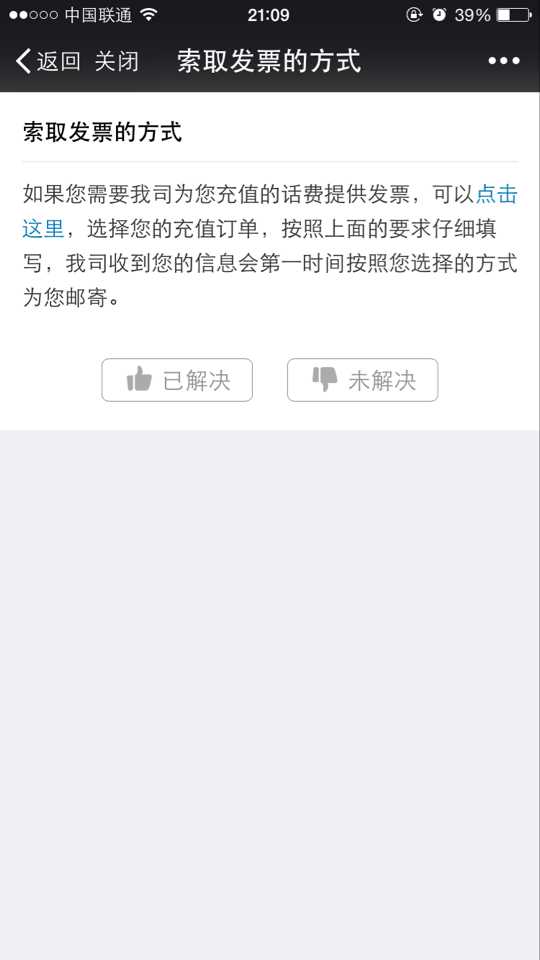 中国联通 21:09 39%
返回 关闭 索取发票的方式
索取发票的方式
如果您需要我司为您充值的话费提供发票，可以点击
这里，选择您的充值订单，按照上面的要求仔细填
写，我司收到您的信息会第一时间按照您选择的方式
为您邮寄。
已解决 未解决